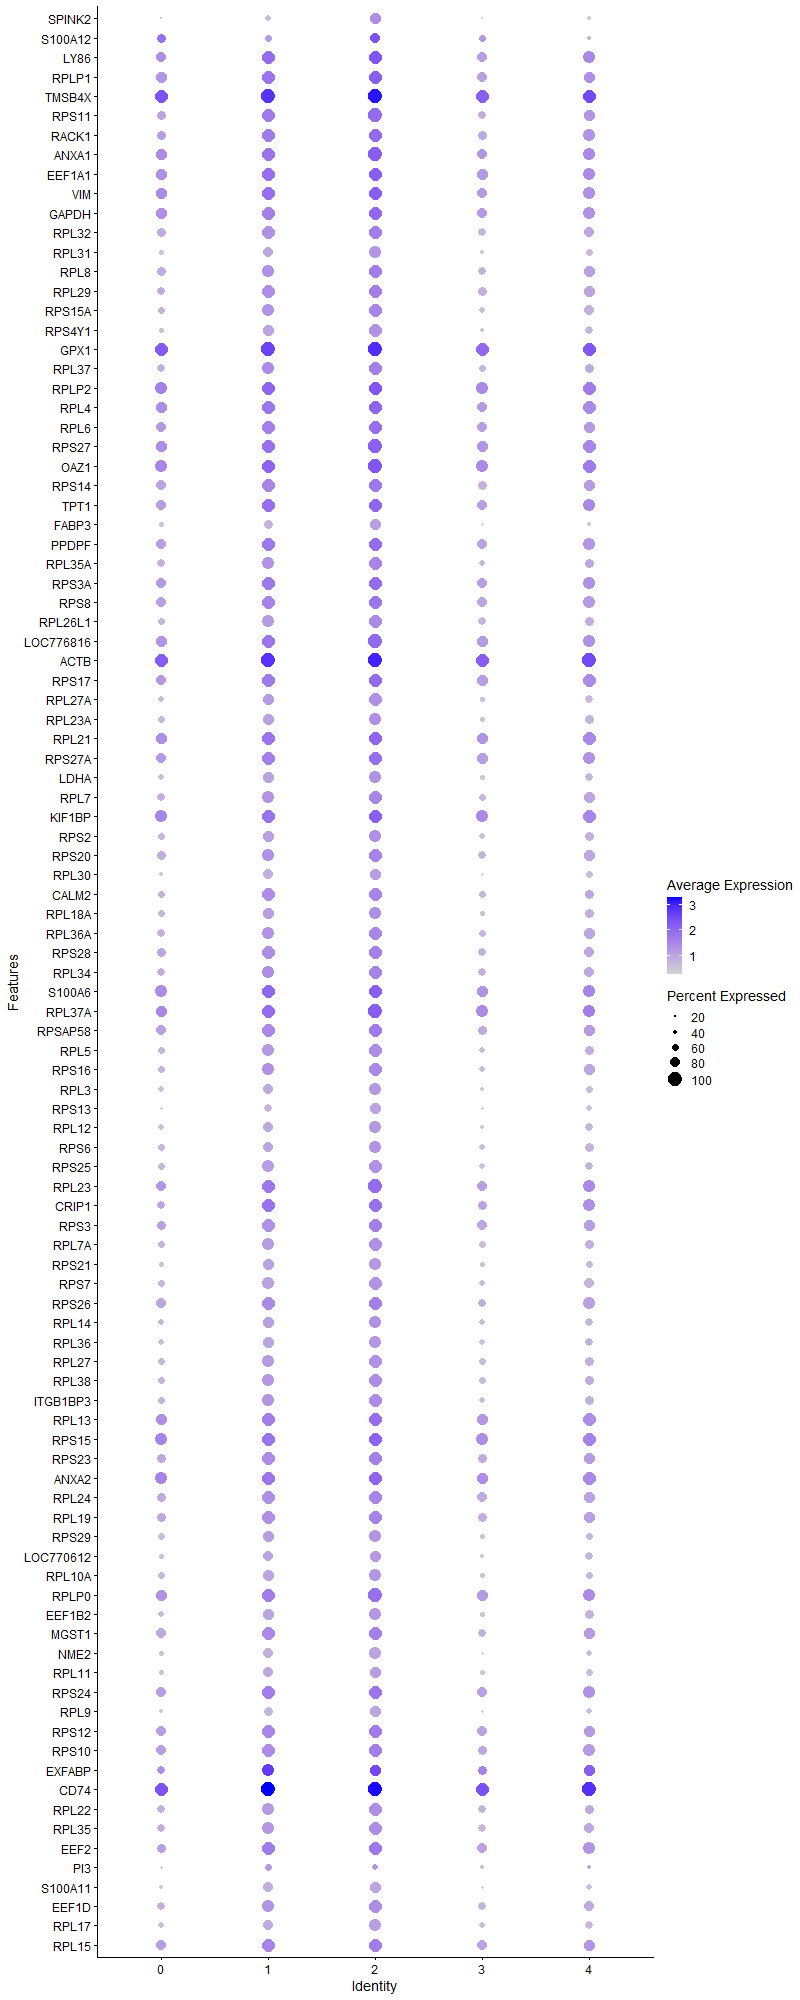 SPINK2
S100A12
LY86
RPLP1
TMSB4X
RPS11
RACK1
ANXA1
EEF1A1
VIM
GAPDH
RPL32
RPL31
RPL8
RPL29
RPS15A
RPS4Y1
GPX1
RPL37
RPLP2
RPL4
RPL6
RPS27
OAZ1
RPS14
TPT1
FABP3
PPDPF
RPL35A
RPS3A
RPS8
RPL26L1
LOC776816
ACTB
RPS17
RPL27A
RPL23A
RPL21
RPS27A
LDHA
RPL7
KIF1BP
RPS2
RPS20
RPL30
CALM2
RPL18A
RPL36A
RPS28
RPL34
S100A6
RPL37A
RPSAP58
RPL5
RPS16
RPL3
RPS13
RPL12
RPS6
RPS25
RPL23
CRIP1
RPS3
RPL7A
RPS21
RPS7
RPS26
RPL14
RPL36
RPL27
RPL38
ITGB1BP3
RPL13
RPS15
RPS23
ANXA2
RPL24
RPL19
RPS29
LOC770612
RPL10A
RPLP0
EEF1B2
MGST1
NME2
RPL11
RPS24
RPL9
RPS12
RPS10
EXFABP
CD74
RPL22
RPL35
EEF2
PI3
S100A11
EEF1D
RPL17
RPL15
Features
0 1 2 3 4
Identity
Average Expression
3
2
1
Percent Expressed
20
40
60
80
100